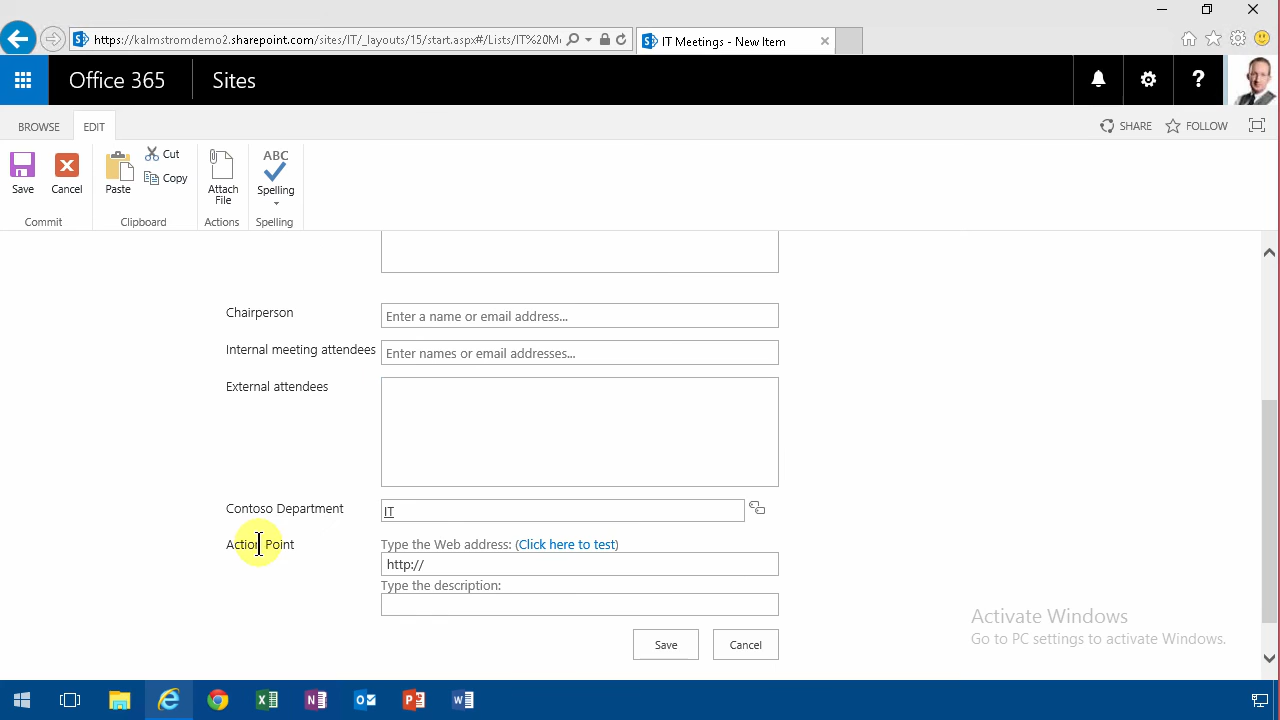 https://kalmstromdemo2.sharepoint.com/sites/IT/_layouts/15/start.aspx#/Lists/IT%20M
IT Meetings - New Item
Office 365
Sites
BROWSE
EDIT
SHARE
FOLLOW
Save
Cancel
Paste
Cut
Copy
Attach File
ABC
Spelling
Commit
Clipboard
Actions
Spelling
Chairperson
Enter a name or email address...
Internal meeting attendees
Enter names or email addresses...
External attendees
Contoso Department
IT
Action Point
Type the Web address: (Click here to test)
http://
Type the description:
Save
Cancel
Activate Windows
Go to PC settings to activate Windows.